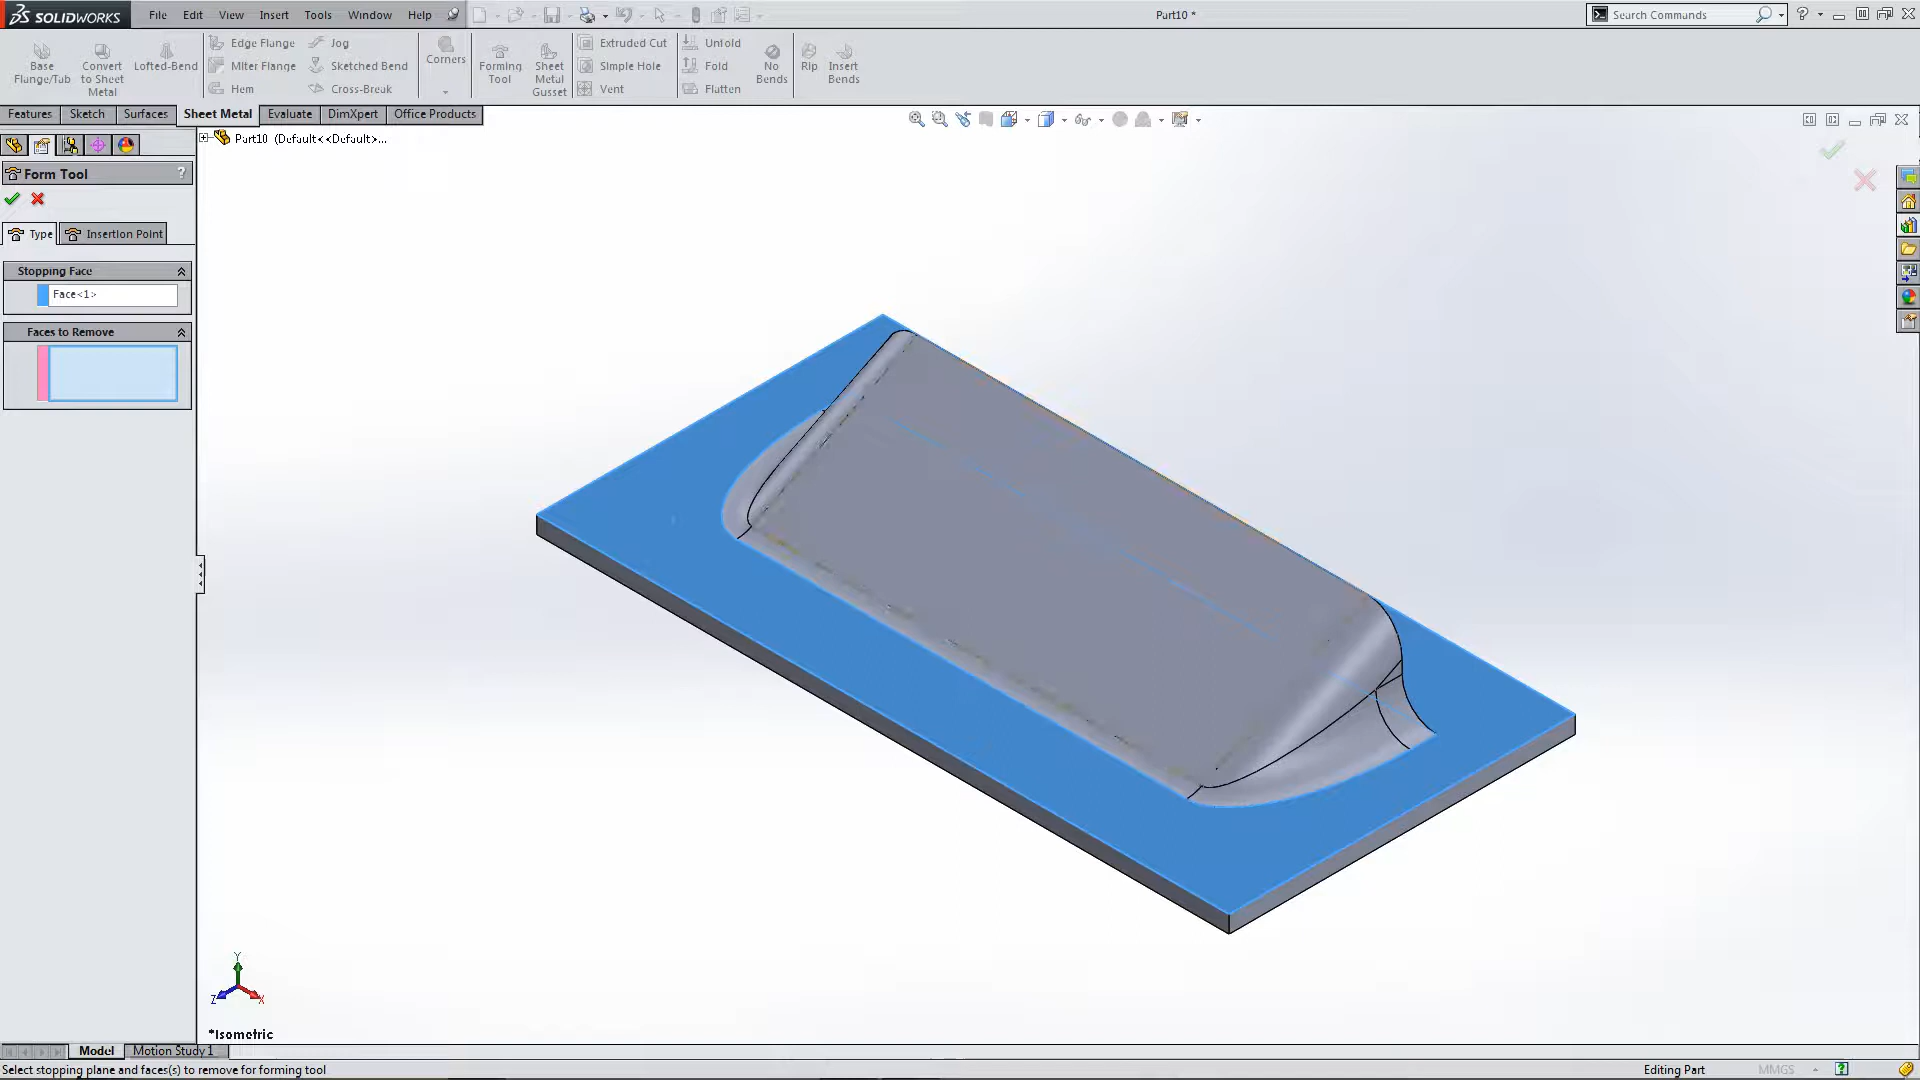 SOLIDWORKS File Edit View Insert Tools Window Help Part10 * Search Commands
Base Flange/Tub
Convert to Sheet Metal
Lofted-Bend
Edge Flange
Miter Flange
Hem
Jog
Sketched Bend
Cross-Break
Corners
Forming Tool
Sheet Metal Gusset
Extruded Cut
Simple Hole
Vent
Unfold
Fold
Flatten
No Bends
Rip
Insert Bends
Features Sketch Surfaces Sheet Metal Evaluate DimXpert Office Products
Part10 (Default<<Default>...
Form Tool ?
Type Insertion Point
Stopping Face
Face<1>
Faces to Remove
Y
Z X
*Isometric
Model Motion Study 1
Select stopping plane and faces(s) to remove for forming tool Editing Part MMGS